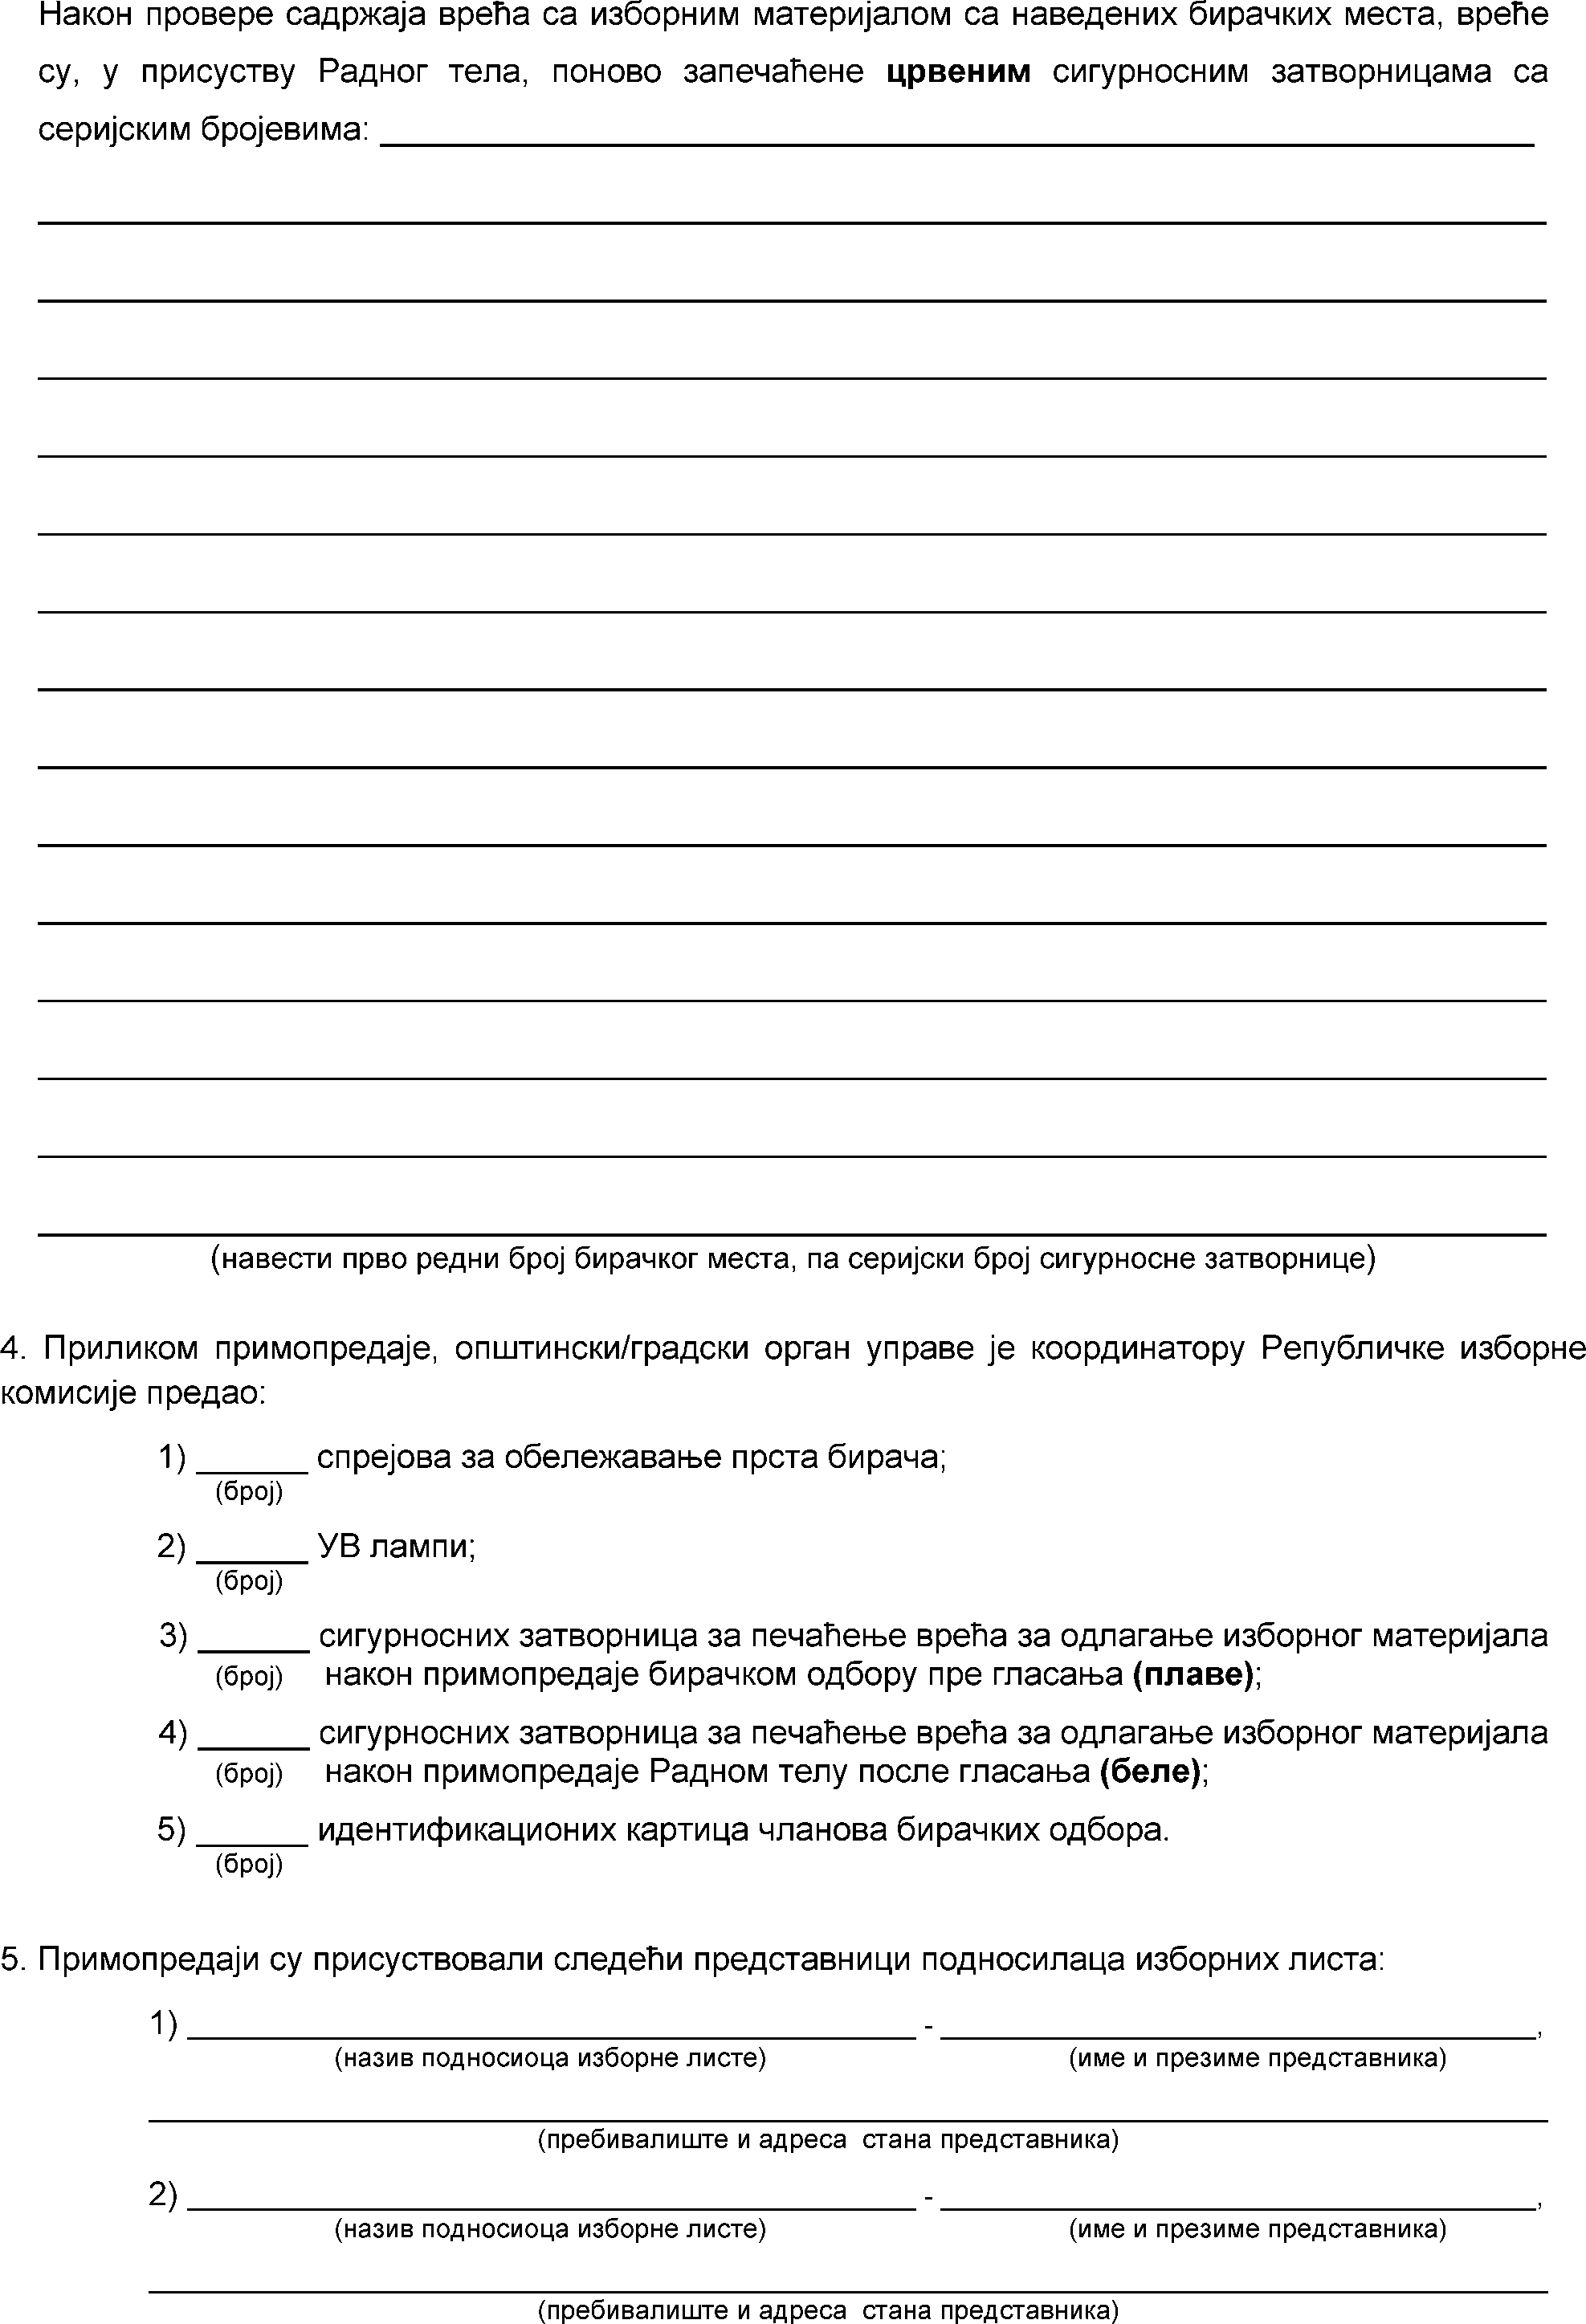 Након провере садржаја врећа са изборним материјалом са наведених бирачких места, вреће
су, у присуству Радног тела, поново запечаћене црвеним сигурносним затворницама са
серијским бројевима:
(навести прво редни број бирачког места, па серијски број сигурносне затворнице)
4. Приликом примопредаје, општински/градски орган управе је координатору Републичке изборне
комисије предао:
1) ______ спрејова за обележавање прста бирача;
(број)
2) ______ УВ лампи;
(број)
3) ______ сигурносних затворница за печаћење врећа за одлагање изборног материјала
(број) након примопредаје бирачком одбору пре гласања (плаве);
4) ______ сигурносних затворница за печаћење врећа за одлагање изборног материјала
(број) након примопредаје Радном телу после гласања (беле);
5) ______ идентификационих картица чланова бирачких одбора.
(број)
5. Примопредаји су присуствовали следећи представници подносилаца изборних листа:
1) ______ - ______,
(назив подносиоца изборне листе) (име и презиме представника)
(пребивалиште и адреса стана представника)
2) ______ - ______,
(назив подносиоца изборне листе) (име и презиме представника)
(пребивалиште и адреса стана представника)